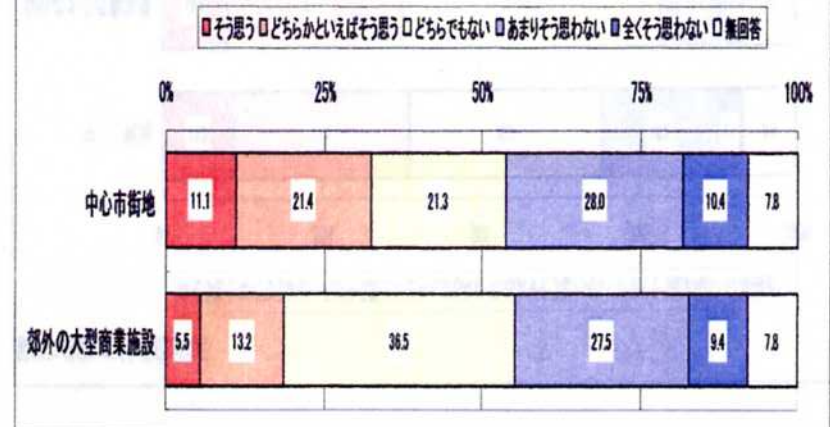 ■そう思う □どちらかといえばそう思う □どちらでもない □あまりそう思わない ■全くそう思わない □無回答
0% 25% 50% 75% 100%
中心市街地 11.1 21.4 21.3 28.0 10.4 7.8
郊外の大型商業施設 5.5 13.2 36.5 27.5 9.4 7.8